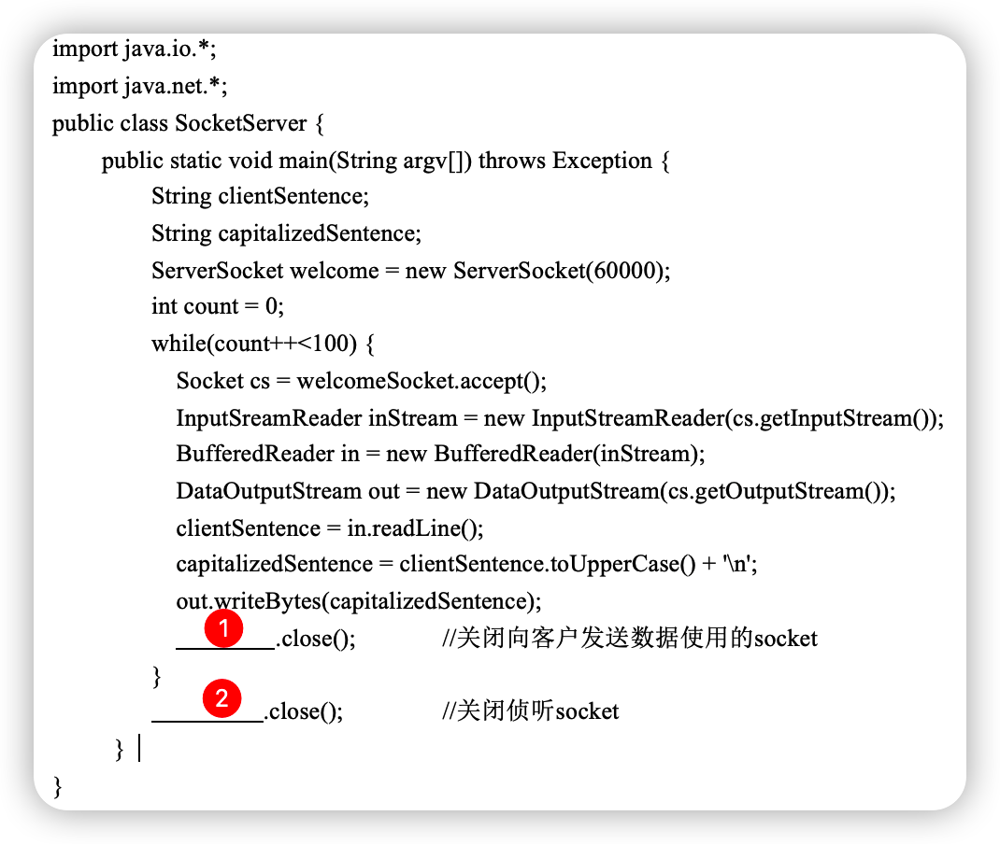 import java.io.*;
import java.net.*;
public class SocketServer {
public static void main(String argv[]) throws Exception {
String clientSentence;
String capitalizedSentence;
ServerSocket welcome = new ServerSocket(60000);
int count = 0;
while(count++<100) {
Socket cs = welcomeSocket.accept();
InputSreamReader inStream = new InputStreamReader(cs.getInputStream());
BufferedReader in = new BufferedReader(inStream);
DataOutputStream out = new DataOutputStream(cs.getOutputStream());
clientSentence = in.readLine();
capitalizedSentence = clientSentence.toUpperCase() + '\n';
out.writeBytes(capitalizedSentence);
1 .close(); //关闭向客户发送数据使用的socket
}
2 .close(); //关闭侦听socket
}
}